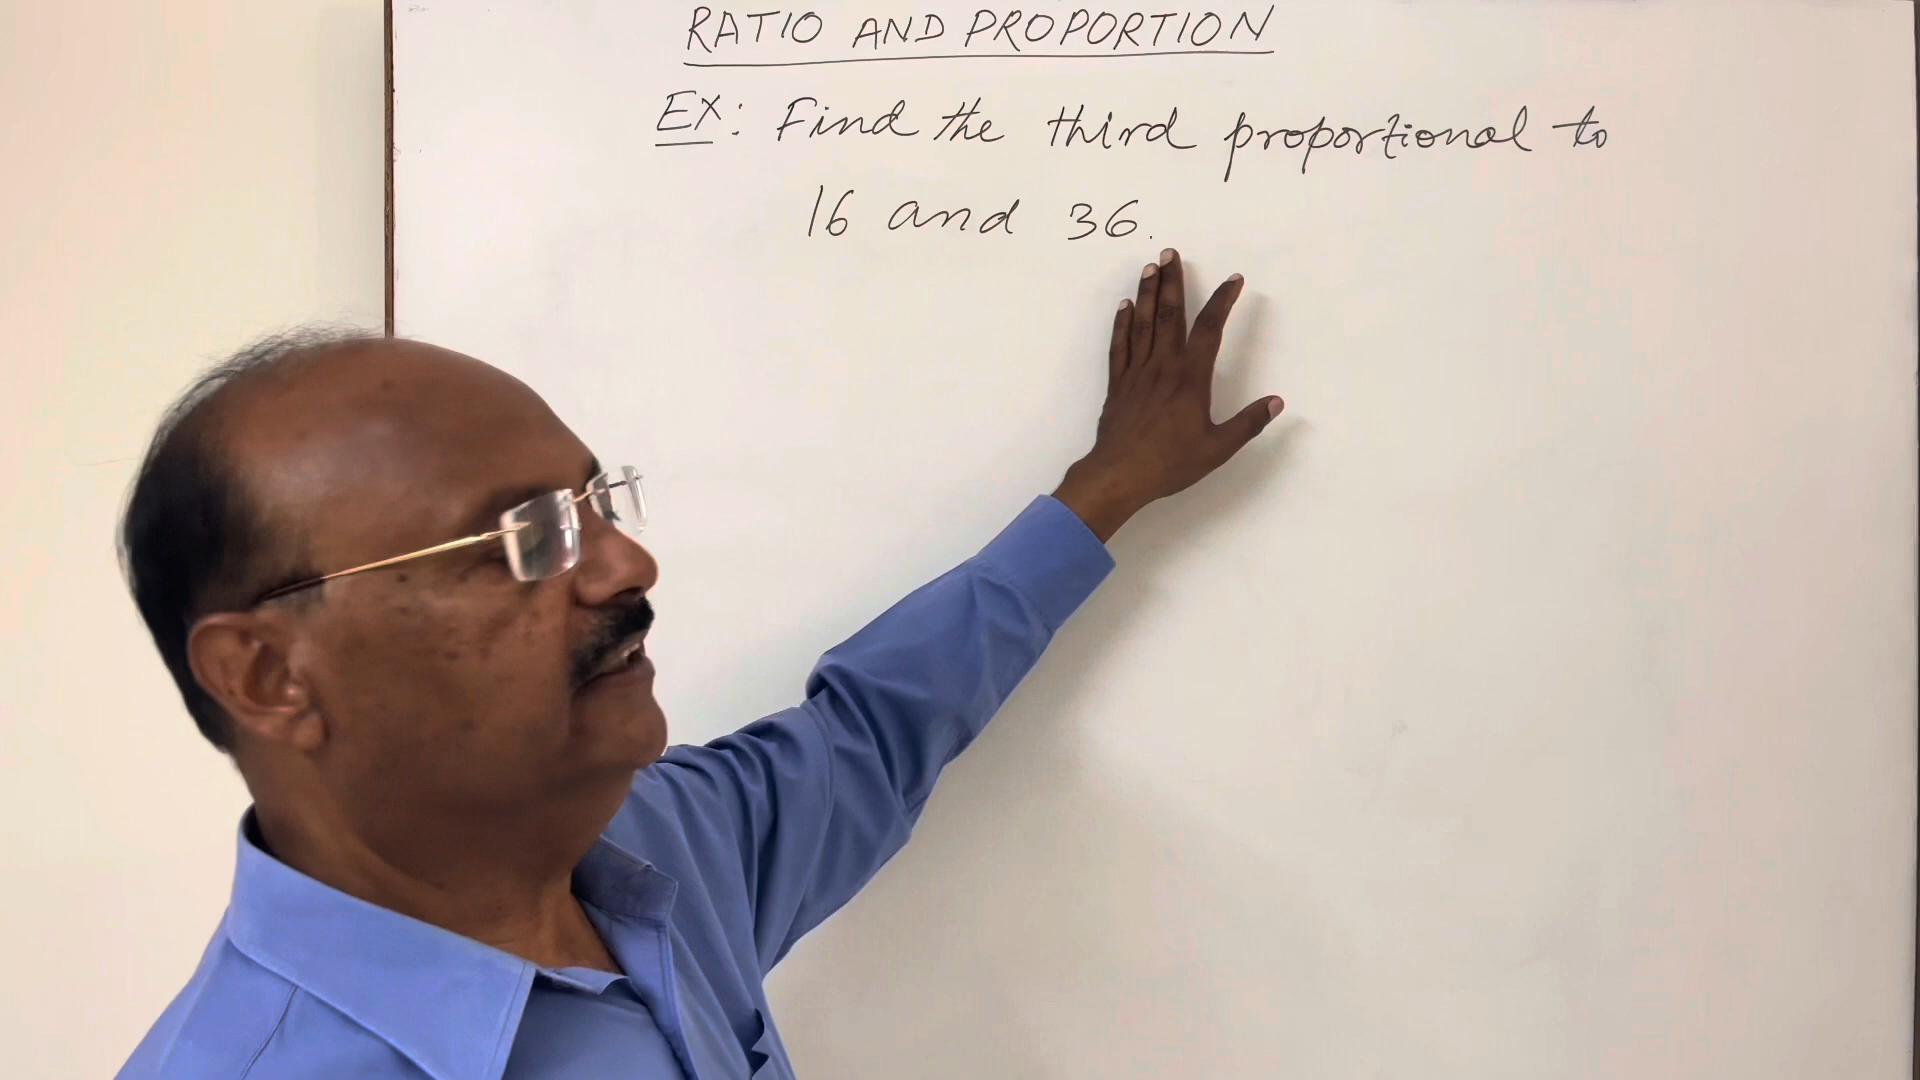 RATIO AND PROPORTION
EX: Find the third proportional to
16 and 36.